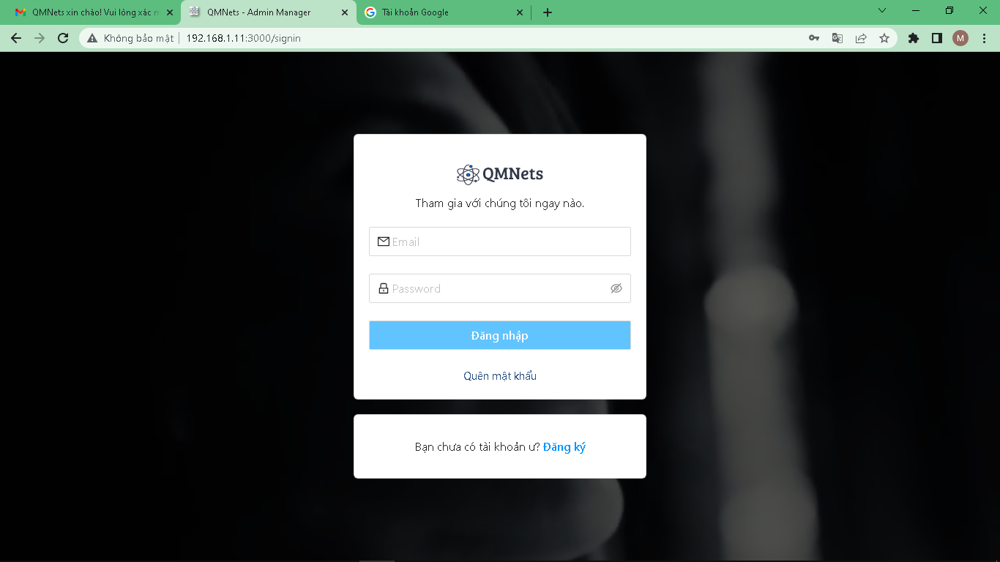 QMNets xin chào! Vui lòng xác m
QMNets - Admin Manager
Tài khoản Google
Không bảo mật
192.168.1.11:3000/signin
M
QMNets
Tham gia với chúng tôi ngay nào.
Email
Password
Đăng nhập
Quên mật khẩu
Bạn chưa có tài khoản ư? Đăng ký